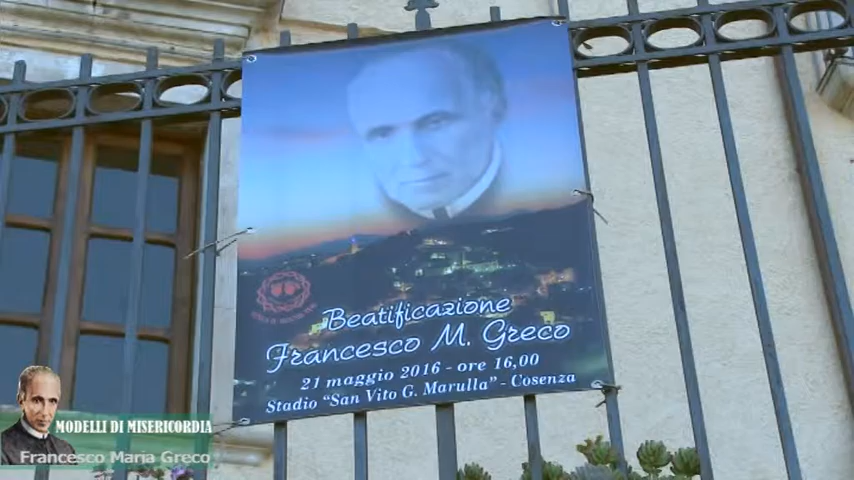 Beatificazione
Francesco M. Greco
21 maggio 2016 - ore 16,00
Stadio "San Vito G. Marulla" - Cosenza
MODELLI DI MISERICORDIA
Francesco Maria Greco